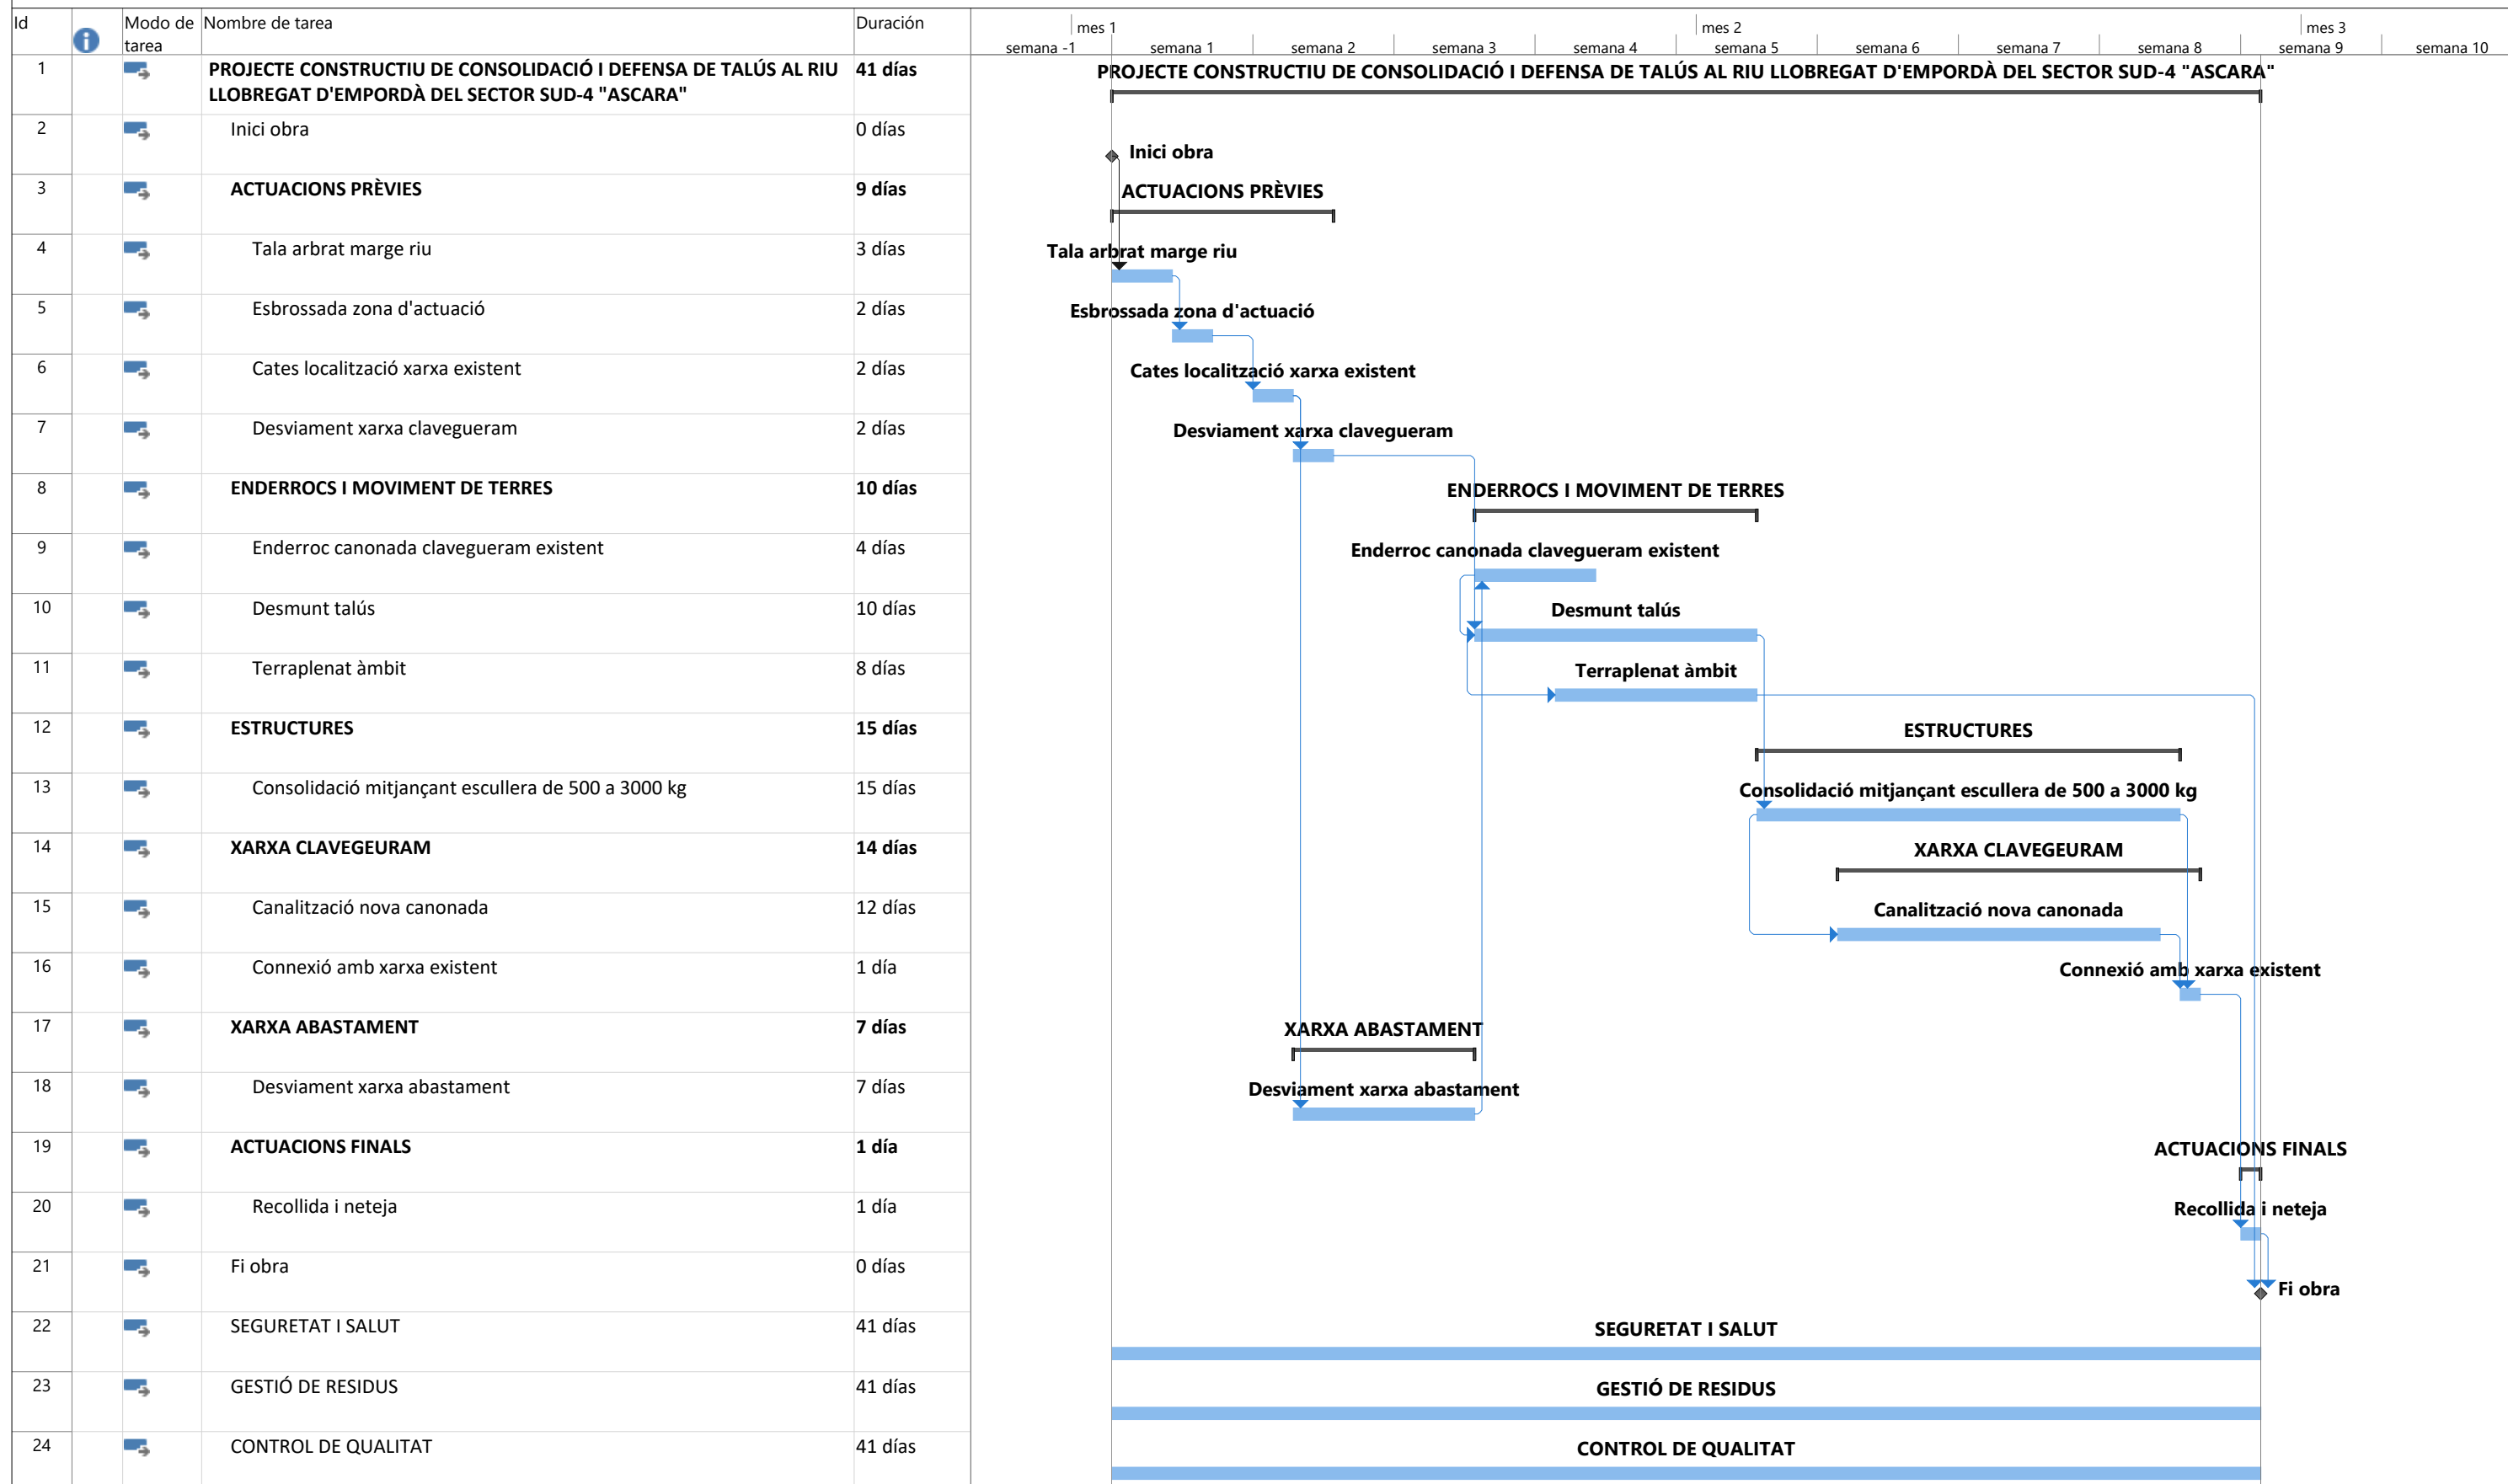 Id
Modo de tarea
Nombre de tarea
Duración
mes 1
mes 2
mes 3
semana -1
semana 1
semana 2
semana 3
semana 4
semana 5
semana 6
semana 7
semana 8
semana 9
semana 10
1
PROJECTE CONSTRUCTIU DE CONSOLIDACIÓ I DEFENSA DE TALÚS AL RIU
LLOBREGAT D'EMPORDÀ DEL SECTOR SUD-4 "ASCARA"
41 días
PROJECTE CONSTRUCTIU DE CONSOLIDACIÓ I DEFENSA DE TALÚS AL RIU LLOBREGAT D'EMPORDÀ DEL SECTOR SUD-4 "ASCARA"
2
Inici obra
0 días
Inici obra
3
ACTUACIONS PRÈVIES
9 días
ACTUACIONS PRÈVIES
4
Tala arbrat marge riu
3 días
Tala arbrat marge riu
5
Esbrossada zona d'actuació
2 días
Esbrossada zona d'actuació
6
Cates localització xarxa existent
2 días
Cates localització xarxa existent
7
Desviament xarxa clavegueram
2 días
Desviament xarxa clavegueram
8
ENDERROCS I MOVIMENT DE TERRES
10 días
ENDERROCS I MOVIMENT DE TERRES
9
Enderroc canonada clavegueram existent
4 días
Enderroc canonada clavegueram existent
10
Desmunt talús
10 días
Desmunt talús
11
Terraplenat àmbit
8 días
Terraplenat àmbit
12
ESTRUCTURES
15 días
ESTRUCTURES
13
Consolidació mitjançant escullera de 500 a 3000 kg
15 días
Consolidació mitjançant escullera de 500 a 3000 kg
14
XARXA CLAVEGEURAM
14 días
XARXA CLAVEGEURAM
15
Canalització nova canonada
12 días
Canalització nova canonada
16
Connexió amb xarxa existent
1 día
Connexió amb xarxa existent
17
XARXA ABASTAMENT
7 días
XARXA ABASTAMENT
18
Desviament xarxa abastament
7 días
Desviament xarxa abastament
19
ACTUACIONS FINALS
1 día
ACTUACIONS FINALS
20
Recollida i neteja
1 día
Recollida i neteja
21
Fi obra
0 días
Fi obra
22
SEGURETAT I SALUT
41 días
SEGURETAT I SALUT
23
GESTIÓ DE RESIDUS
41 días
GESTIÓ DE RESIDUS
24
CONTROL DE QUALITAT
41 días
CONTROL DE QUALITAT